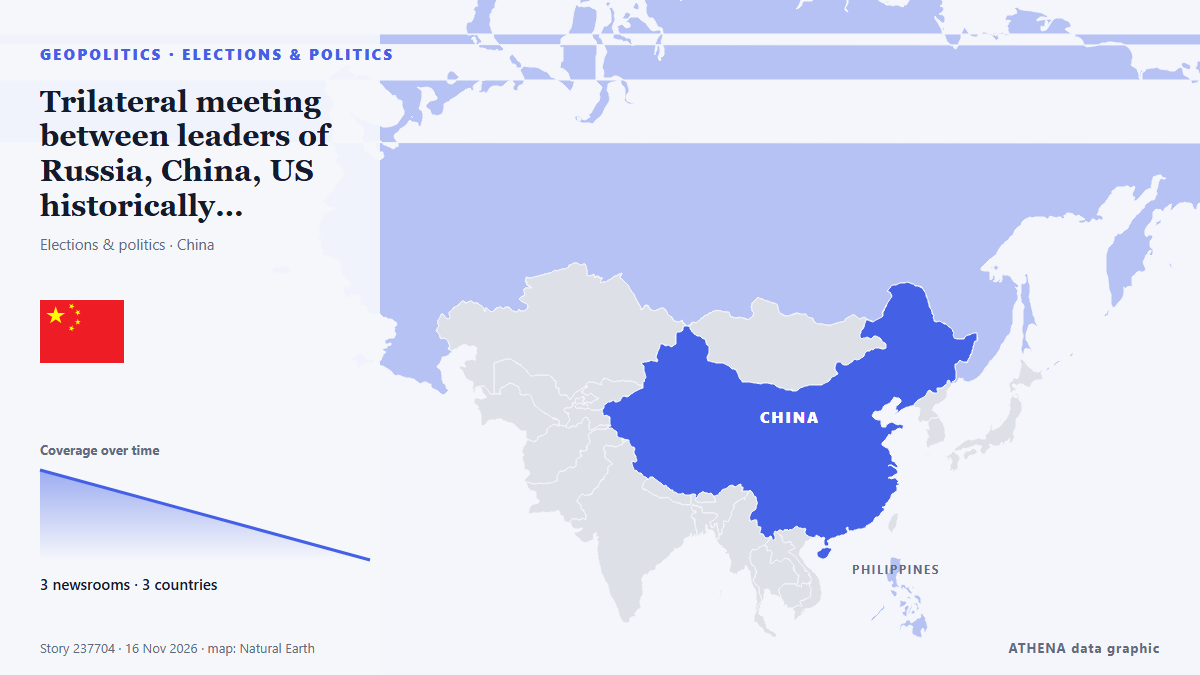 GEOPOLITICS · ELECTIONS & POLITICS
Trilateral meeting
between leaders of
Russia, China, US
historically...
Elections & politics · China
CHINA
Coverage over time
PHILIPPINES
3 newsrooms · 3 countries
Story 237704 · 16 Nov 2026 · map: Natural Earth
ATHENA data graphic